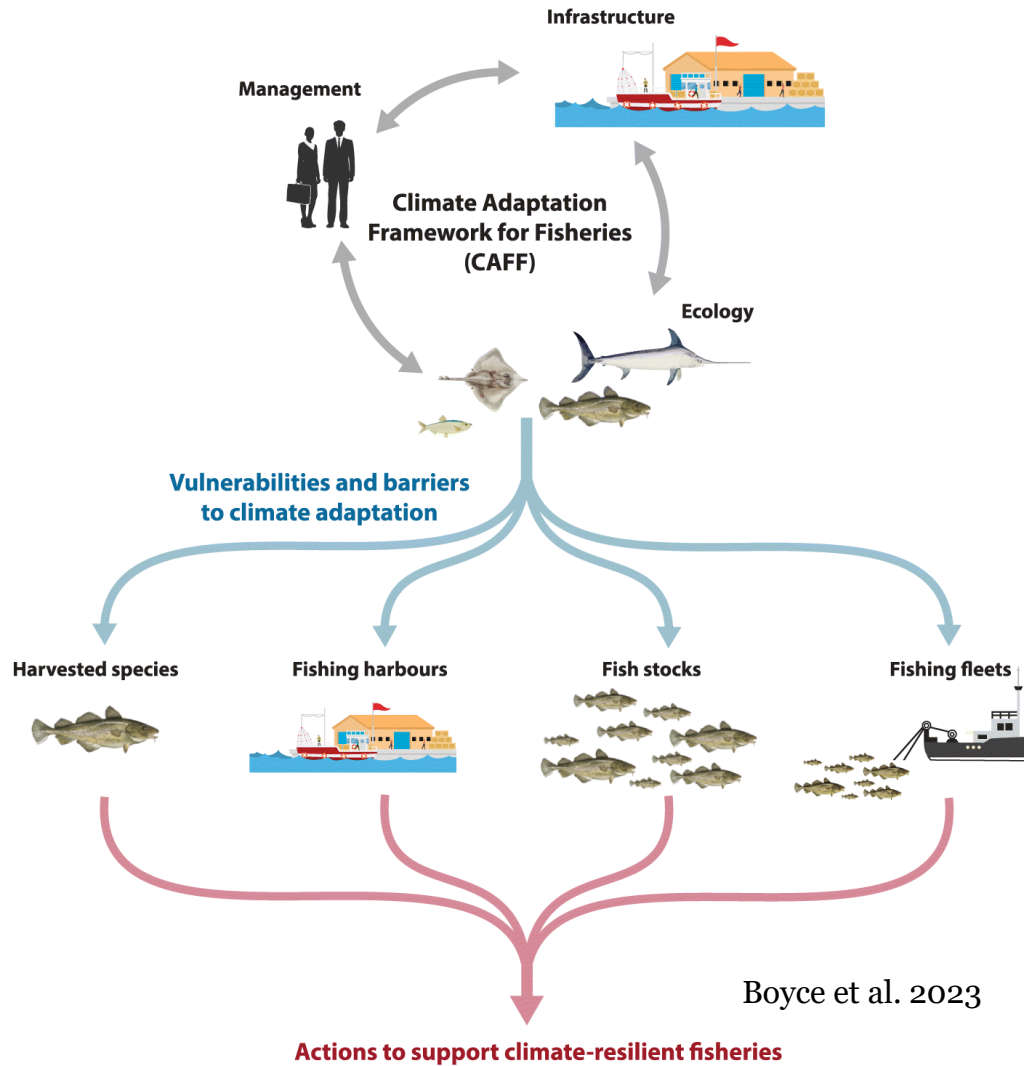 Infrastructure
Management
Climate Adaptation
Framework for Fisheries
(CAFF)
Ecology
Vulnerabilities and barriers
to climate adaptation
Harvested species
Fishing harbours
Fish stocks
Fishing fleets
Boyce et al. 2023
Actions to support climate-resilient fisheries